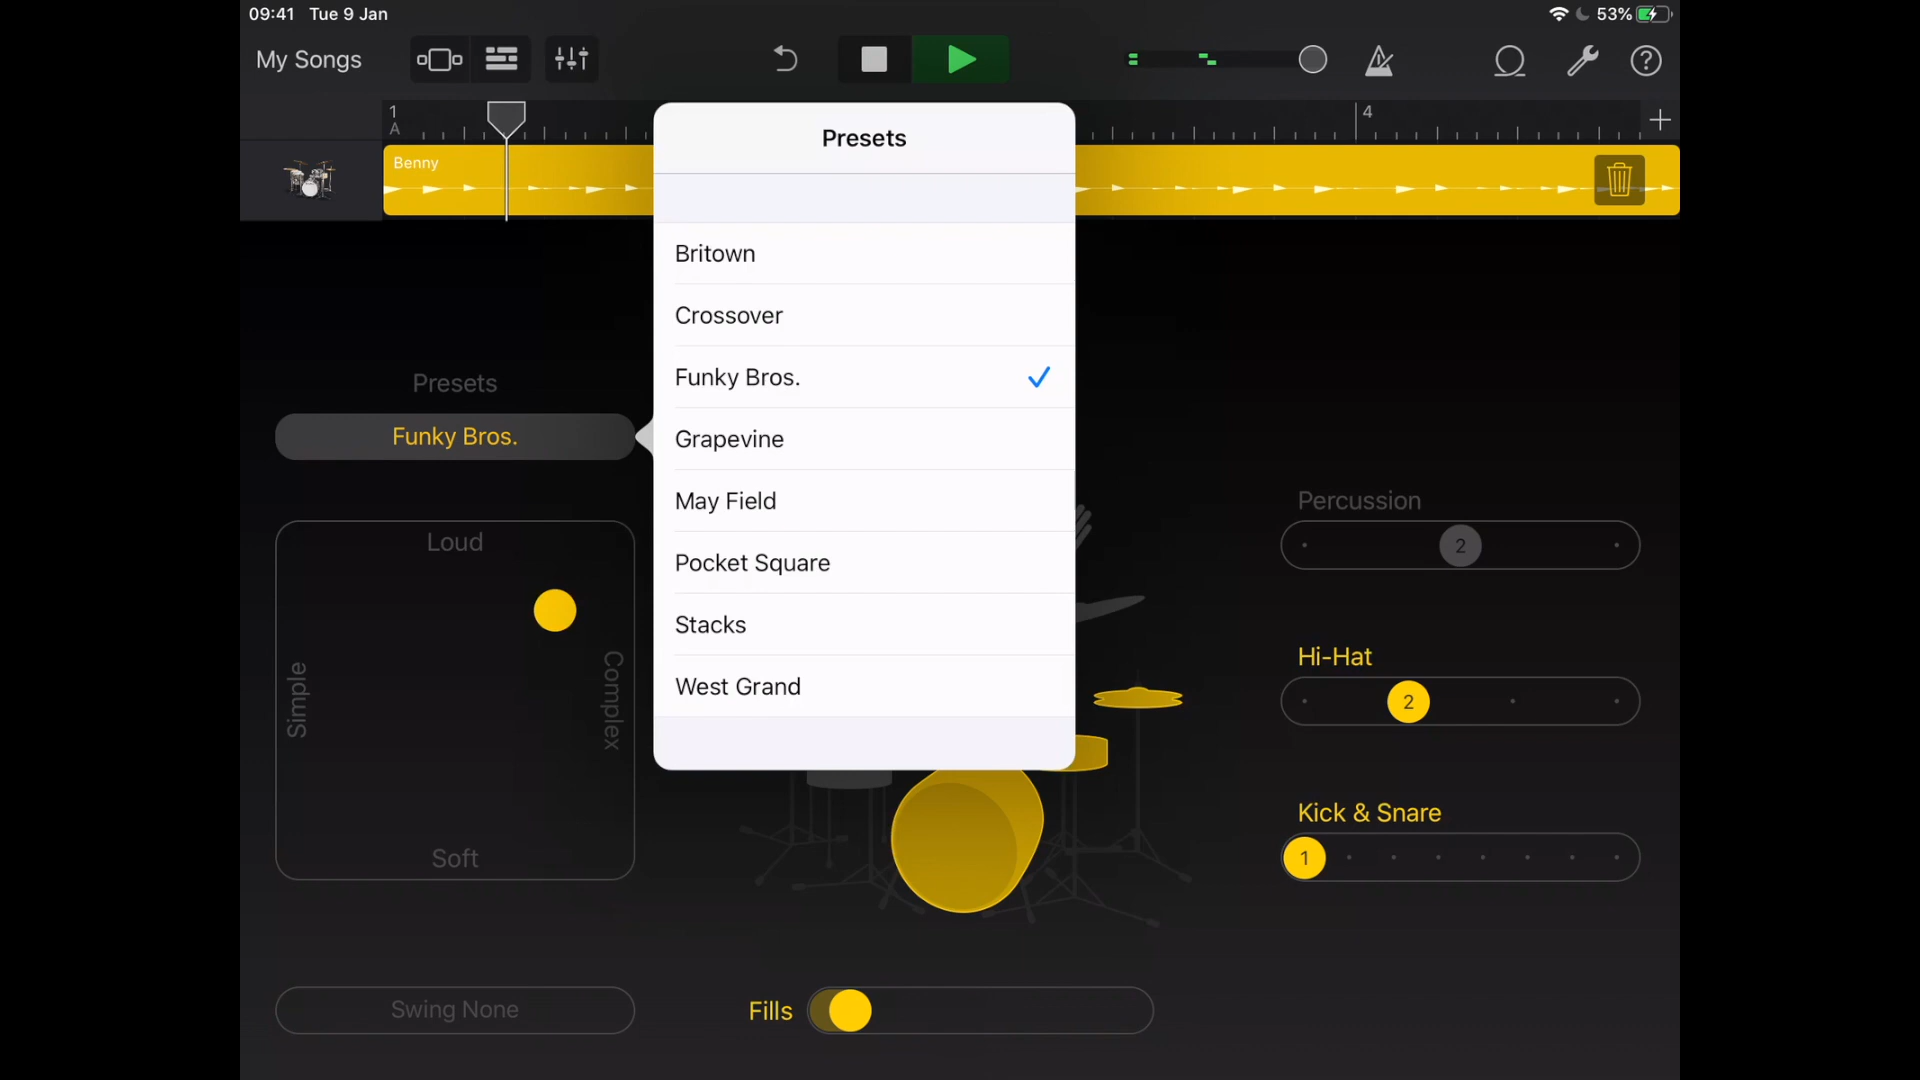 09:41 Tue 9 Jan
53%
My Songs
1
A
4
Benny
Presets
Britown
Crossover
Funky Bros.
Grapevine
May Field
Pocket Square
Stacks
West Grand
Presets
Funky Bros.
Loud
Simple
Complex
Soft
Swing None
Fills
Percussion
2
Hi-Hat
2
Kick & Snare
1